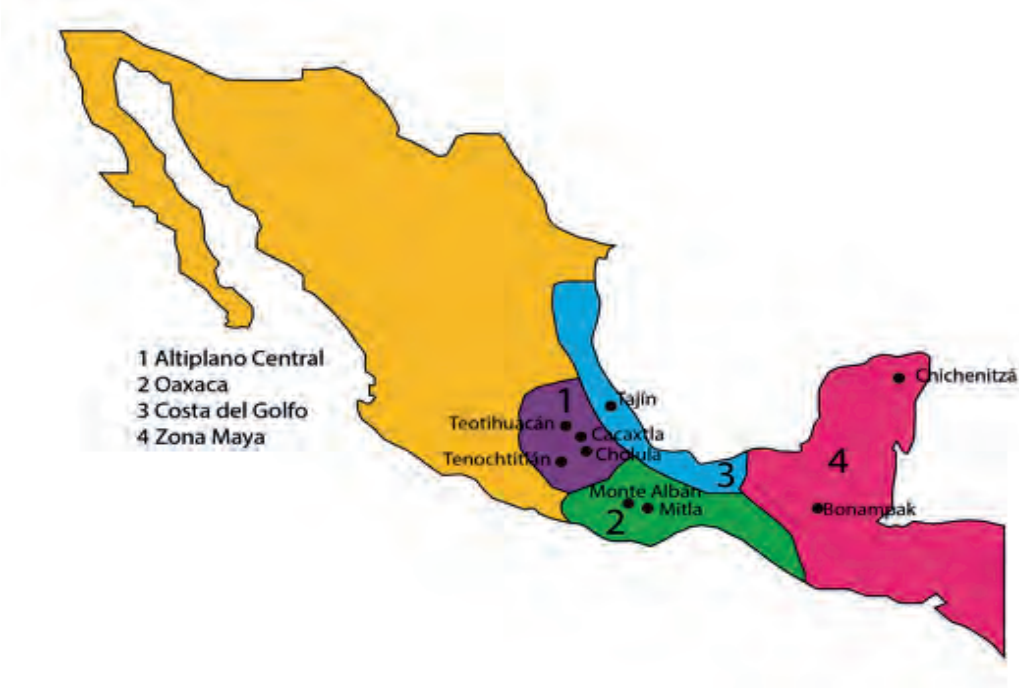 1 Altiplano Central
2 Oaxaca
3 Costa del Golfo
4 Zona Maya
1
Tajín
Teotihuacán
Cacaxtla
Cholula
Tenochtitlán
Monte Albán
Mitla
2
3
4
Chichenitzá
Bonampak